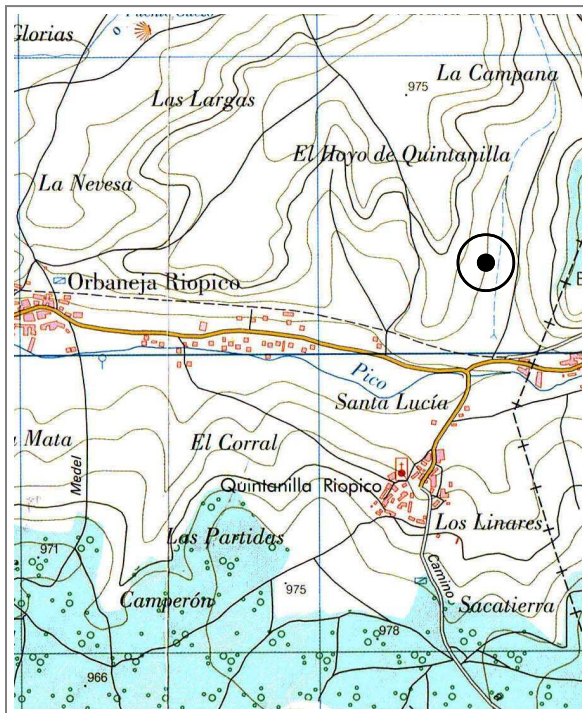 Glorias
La Campana
975
Las Largas
El Hoyo de Quintanilla
La Nevesa
Orbaneja Riopico
Pico
Santa Lucía
Mata
El Corral
Medel
Quintanilla Riopico
Los Linares
Las Partidas
971
Camino
975
Camperón
Sacatierra
978
966